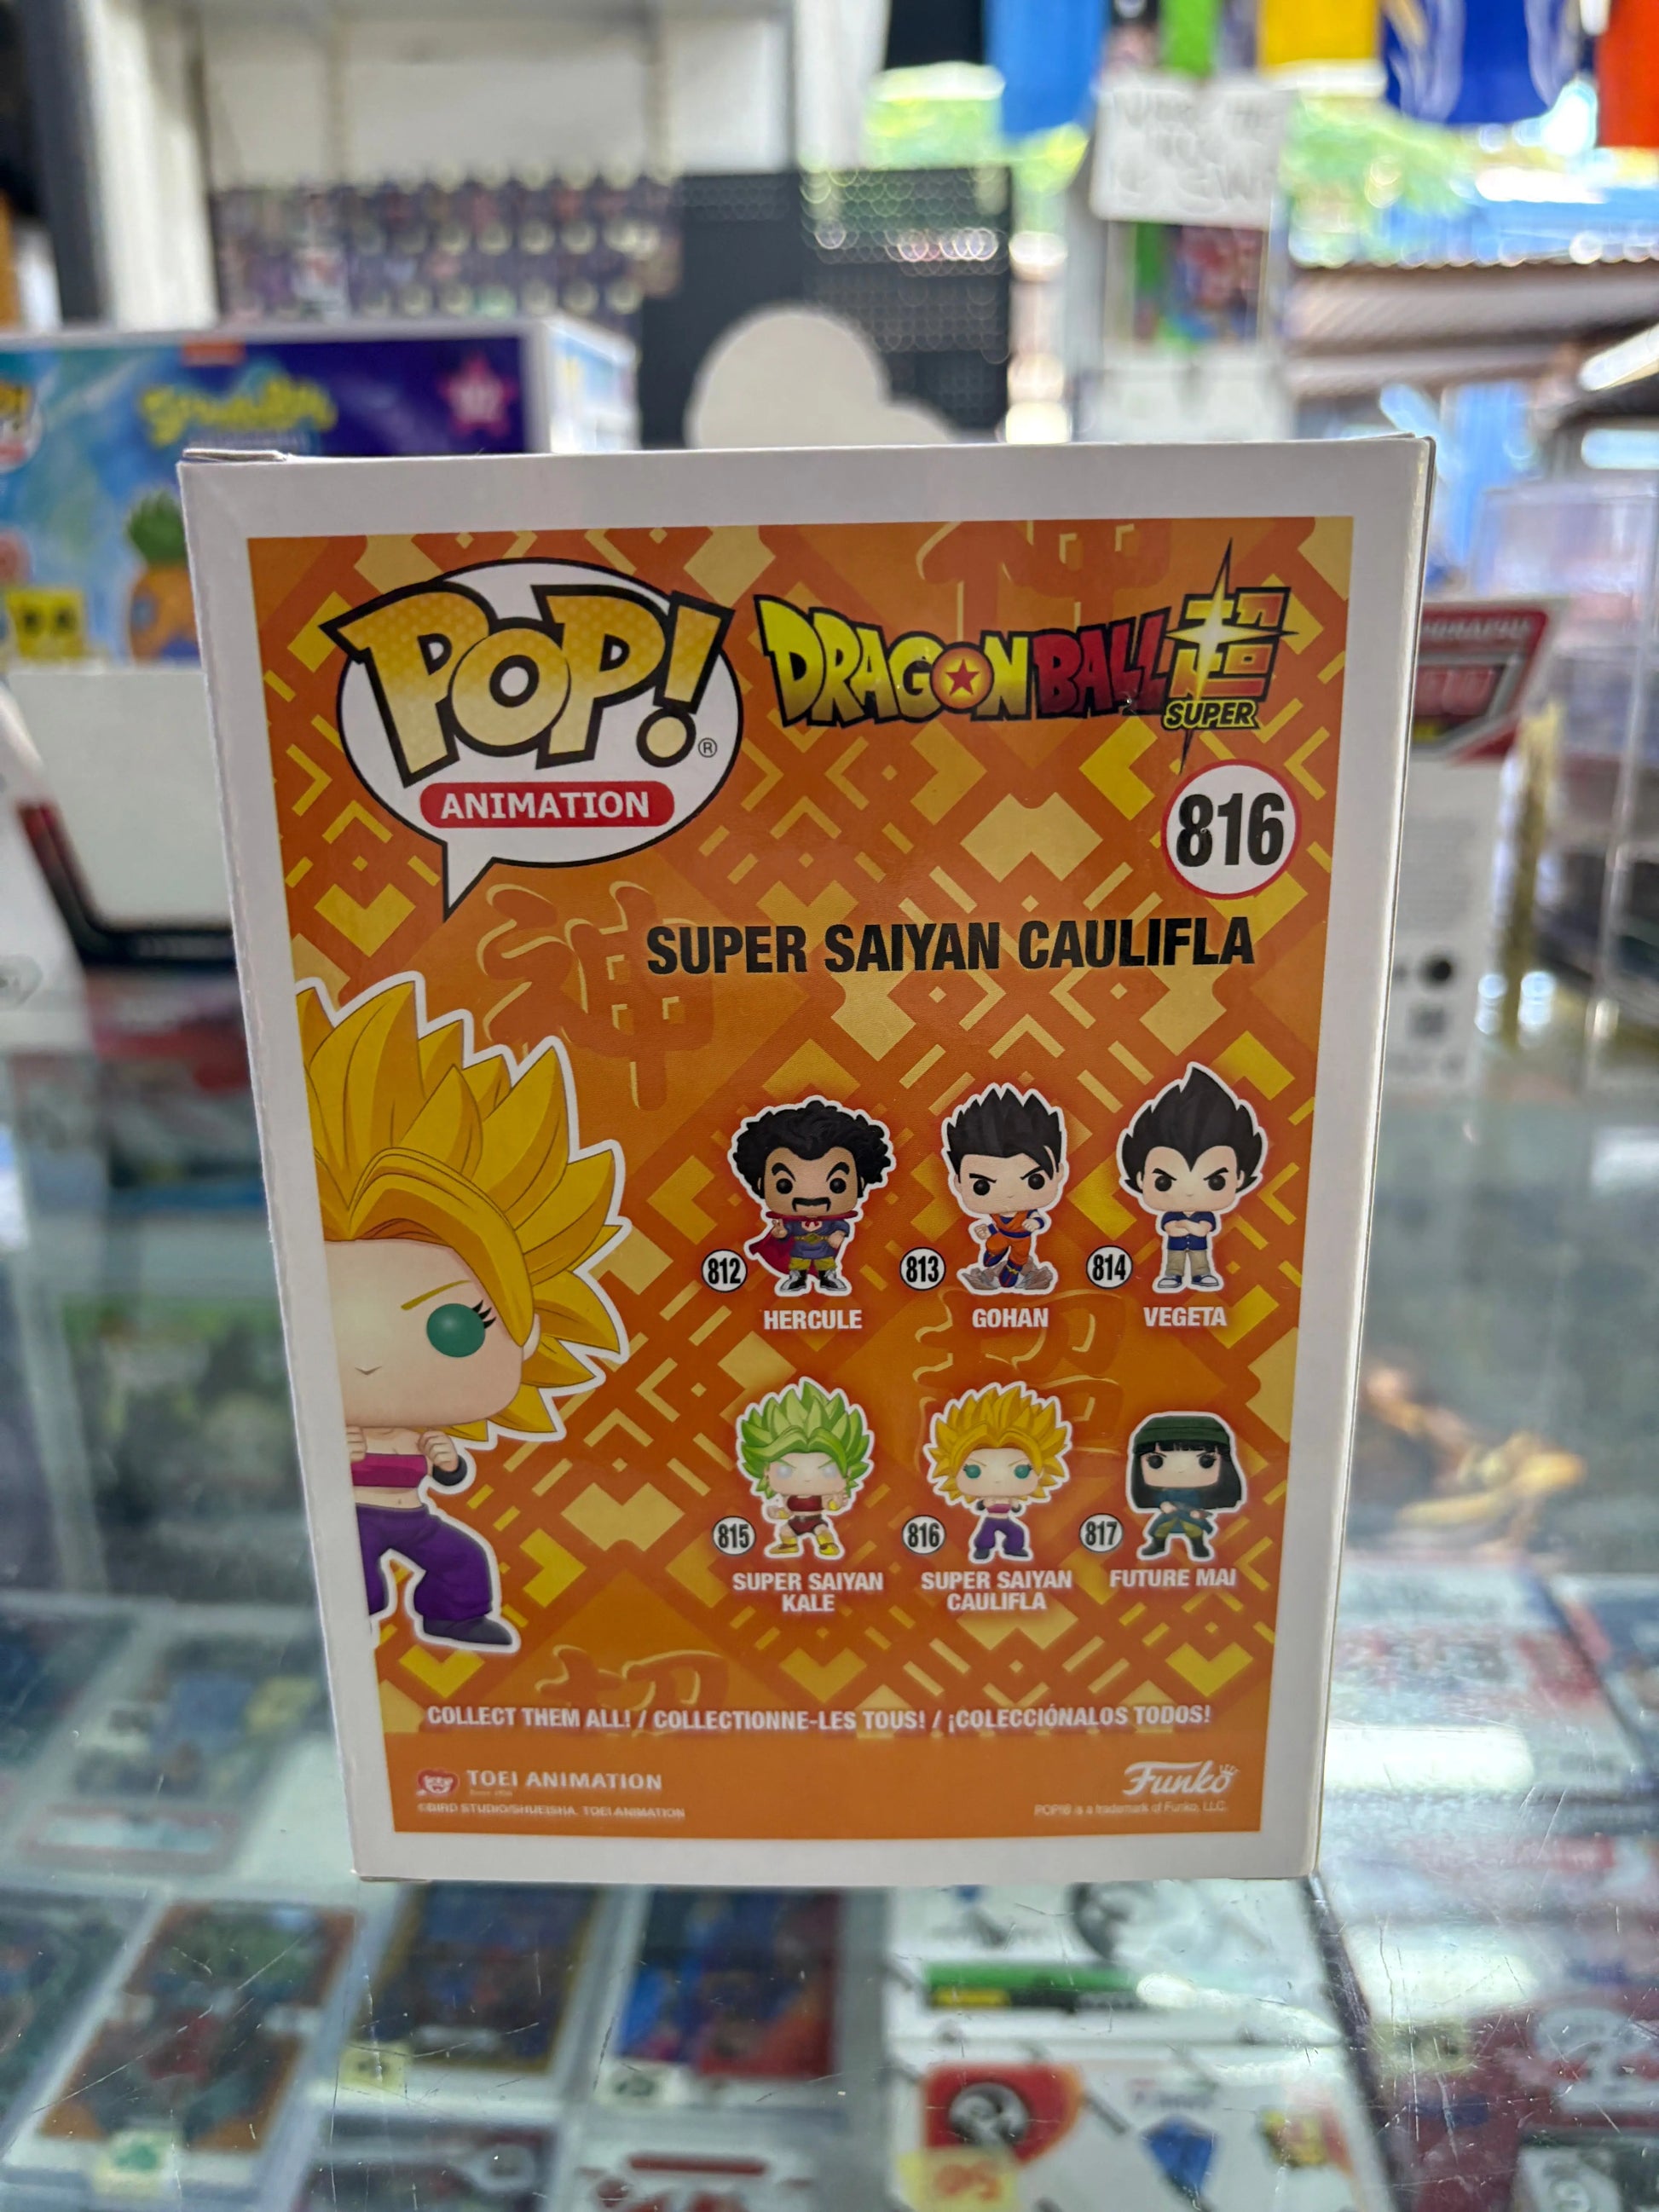 POP!®
ANIMATION
DRAGON BALL 超
SUPER
816
SUPER SAIYAN CAULIFLA
812
813
814
HERCULE
GOHAN
VEGETA
815
816
817
SUPER SAIYAN
KALE
SUPER SAIYAN
CAULIFLA
FUTURE MAI
COLLECT THEM ALL! / COLLECTIONNE-LES TOUS! / ¡COLECCIÓNALOS TODOS!
TOEI ANIMATION
©BIRD STUDIO/SHUEISHA, TOEI ANIMATION
Funko
POP!® is a trademark of Funko, LLC.